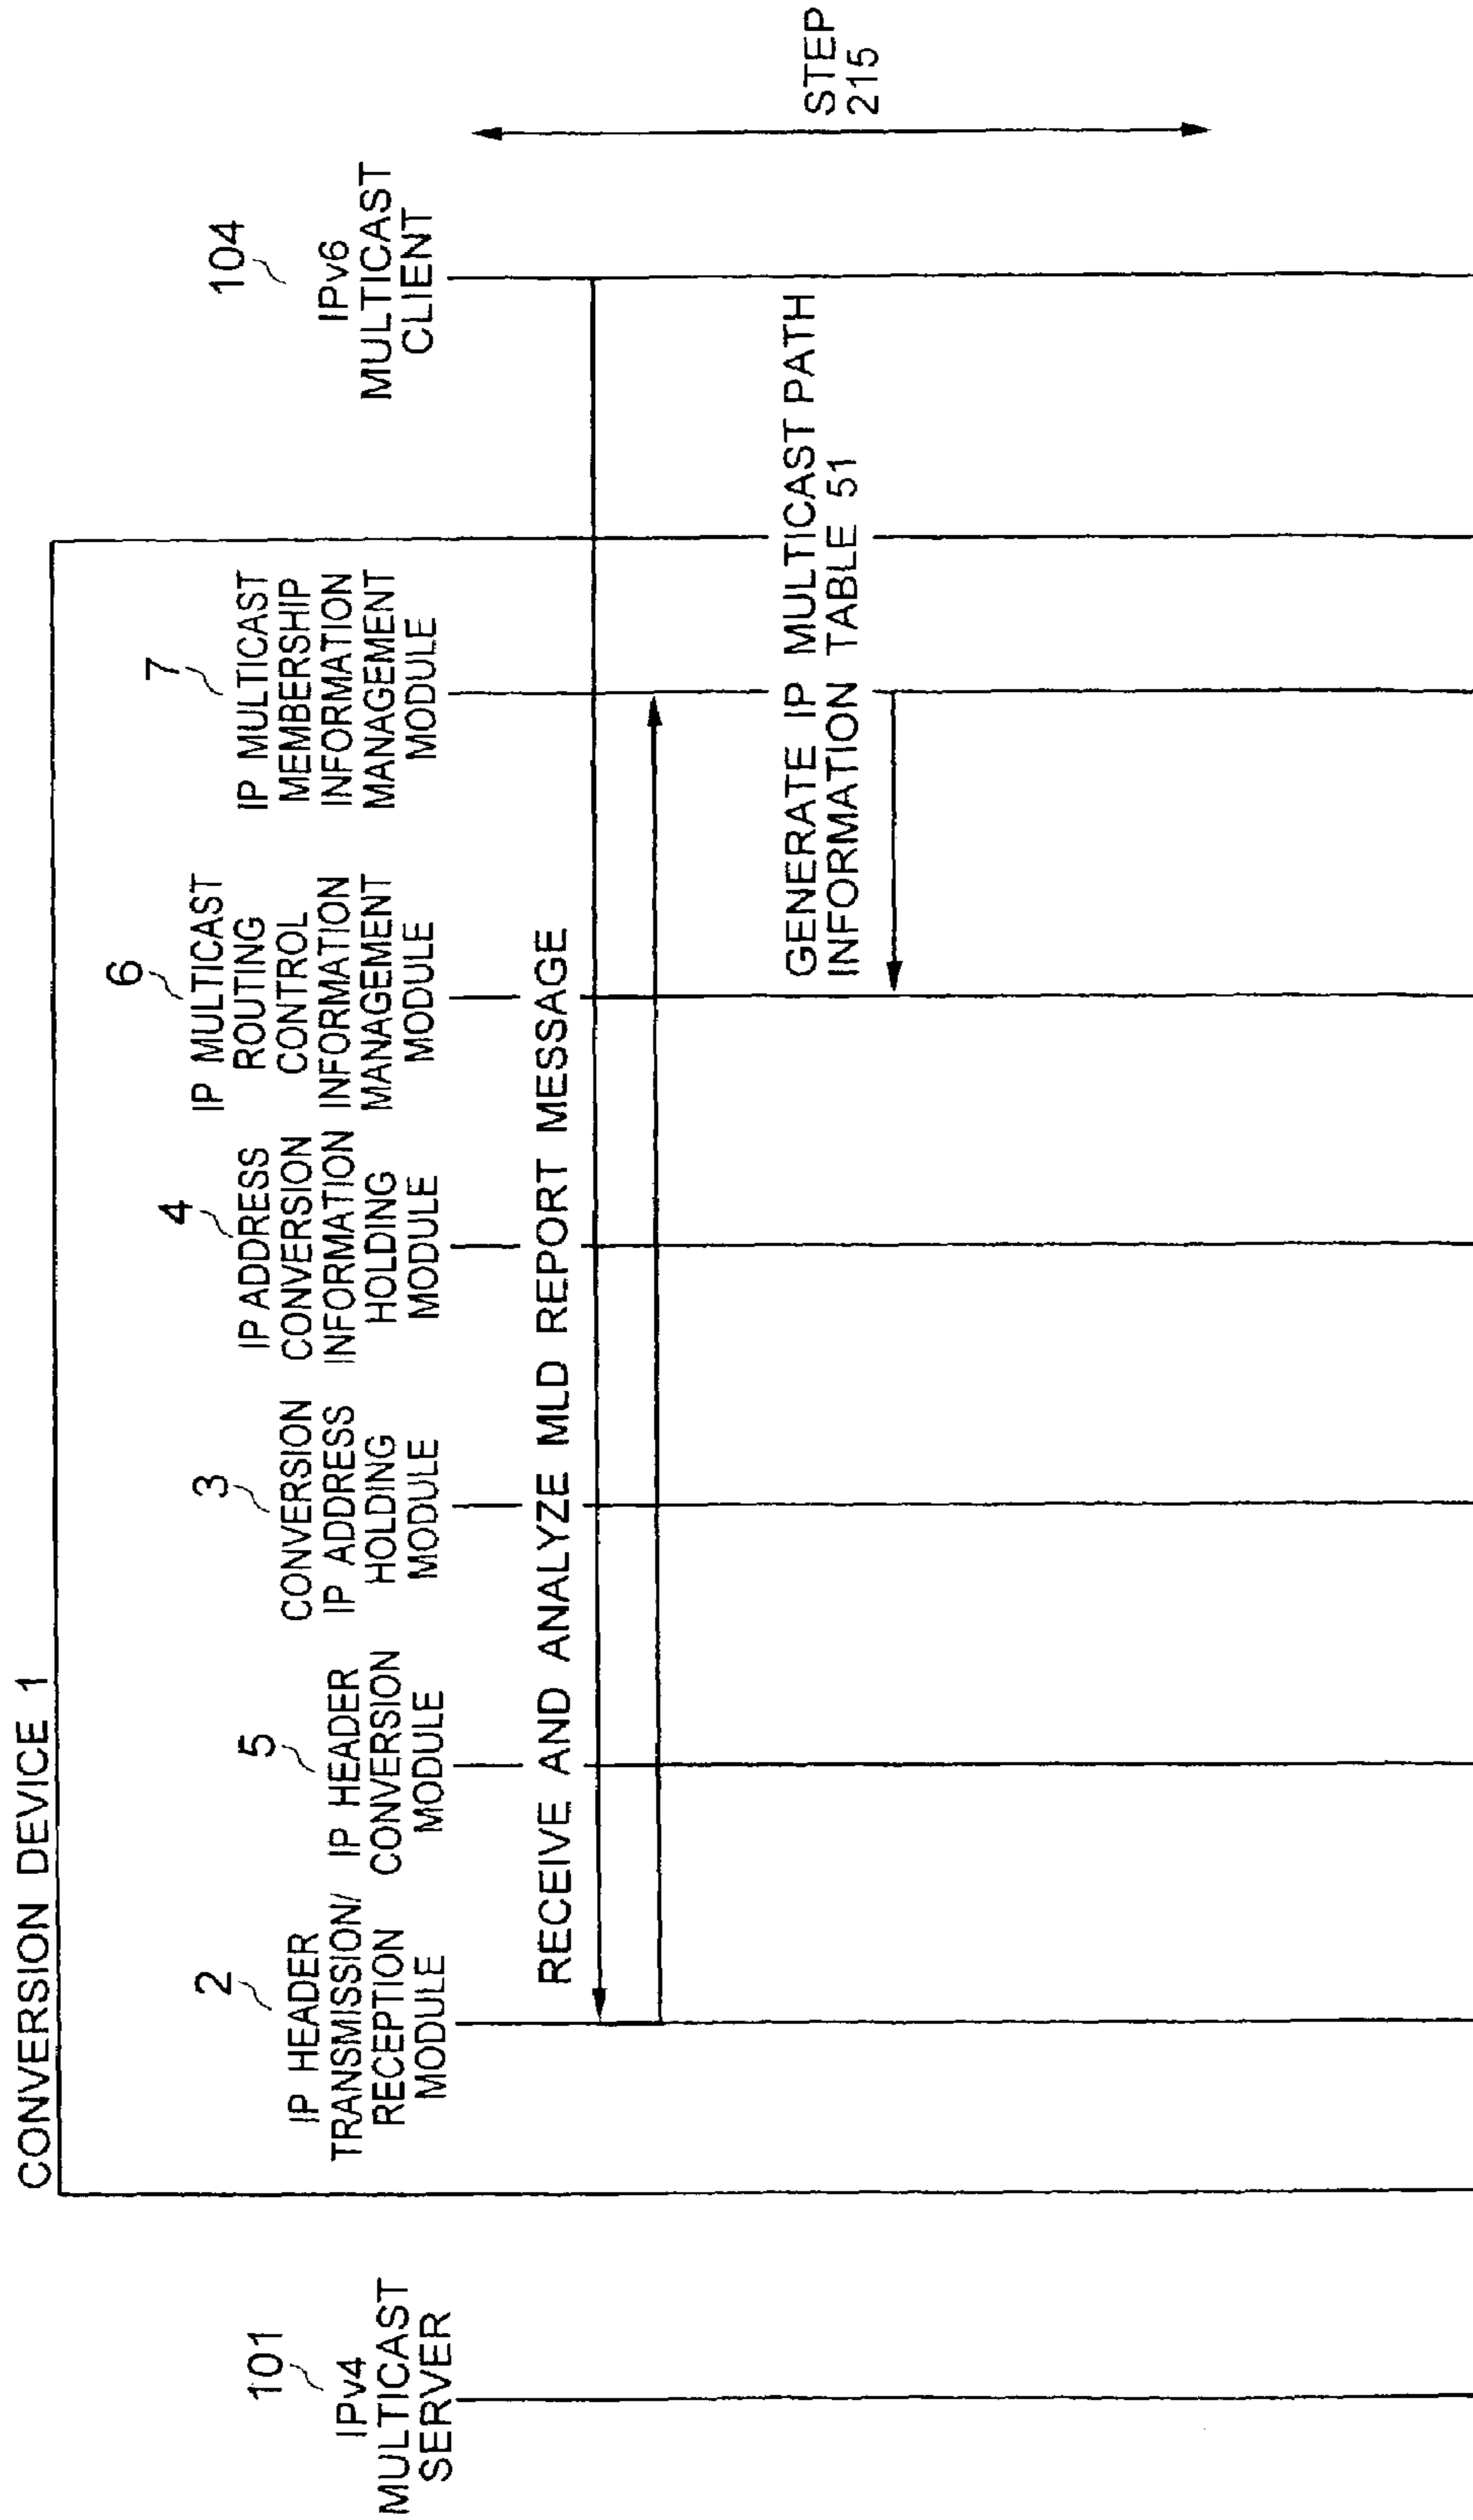 CONVERSION DEVICE 1
101
IPv4
MULTICAST
SERVER
2
IP HEADER
TRANSMISSION/
RECEPTION
MODULE
5
IP HEADER
CONVERSION
MODULE
3
CONVERSION
IP ADDRESS
HOLDING
MODULE
4
IP ADDRESS
CONVERSION
INFORMATION
HOLDING
MODULE
6
IP MULTICAST
ROUTING
CONTROL
INFORMATION
MANAGEMENT
MODULE
7
IP MULTICAST
MEMBERSHIP
INFORMATION
MANAGEMENT
MODULE
104
IPv6
MULTICAST
CLIENT
RECEIVE AND ANALYZE MLD REPORT MESSAGE
GENERATE IP MULTICAST PATH
INFORMATION TABLE 51
STEP
215